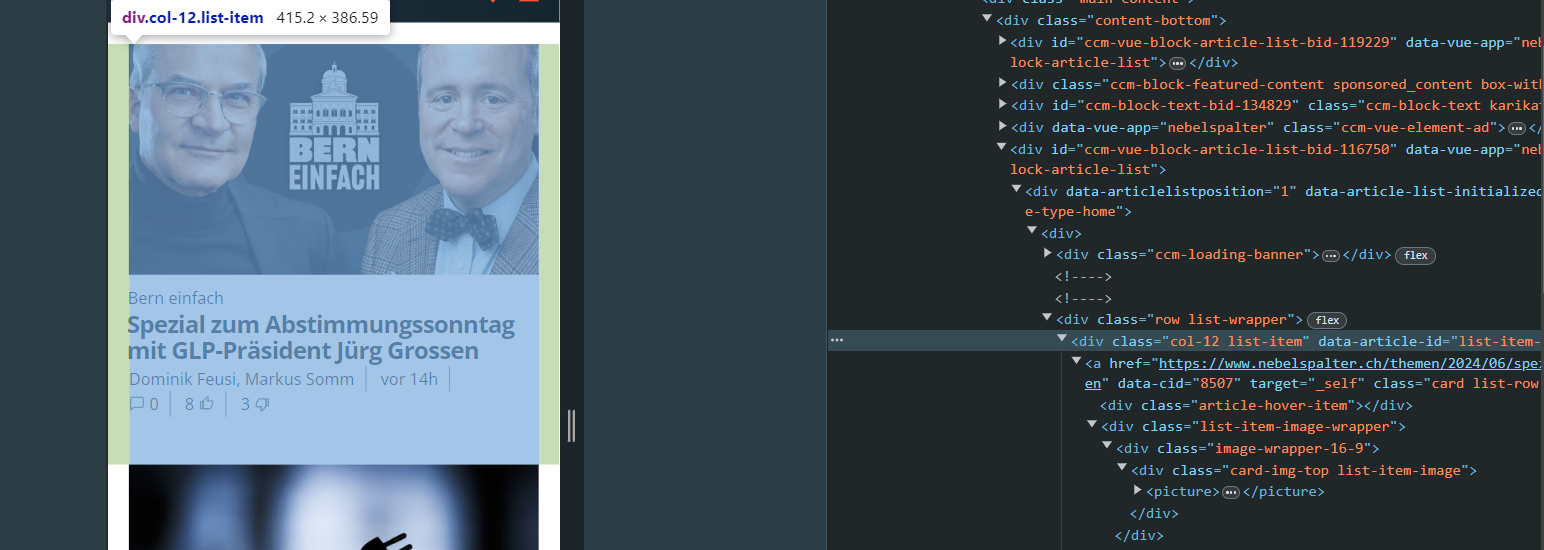 div.col-12.list-item 415.2 × 386.59
BERN
EINFACH
Bern einfach
Spezial zum Abstimmungssonntag
mit GLP-Präsident Jürg Grossen
Dominik Feusi, Markus Somm vor 14h
0 8 3
<div class="content-bottom">
<div id="ccm-vue-block-article-list-bid-119229" data-vue-app="neb
lock-article-list"> … </div>
<div class="ccm-block-featured-content sponsored_content box-wit
<div id="ccm-block-text-bid-134829" class="ccm-block-text karika
<div data-vue-app="nebelspalter" class="ccm-vue-element-ad"> … </
<div id="ccm-vue-block-article-list-bid-116750" data-vue-app="neb
lock-article-list">
<div data-articlelistposition="1" data-article-list-initialized
e-type-home">
<div>
<div class="ccm-loading-banner"> … </div> flex
<!---->
<!---->
<div class="row list-wrapper"> flex
… <div class="col-12 list-item" data-article-id="list-item-
<a href="https://www.nebelspalter.ch/themen/2024/06/spez
en" data-cid="8507" target="_self" class="card list-row
<div class="article-hover-item"></div>
<div class="list-item-image-wrapper">
<div class="image-wrapper-16-9">
<div class="card-img-top list-item-image">
<picture> … </picture>
</div>
</div>